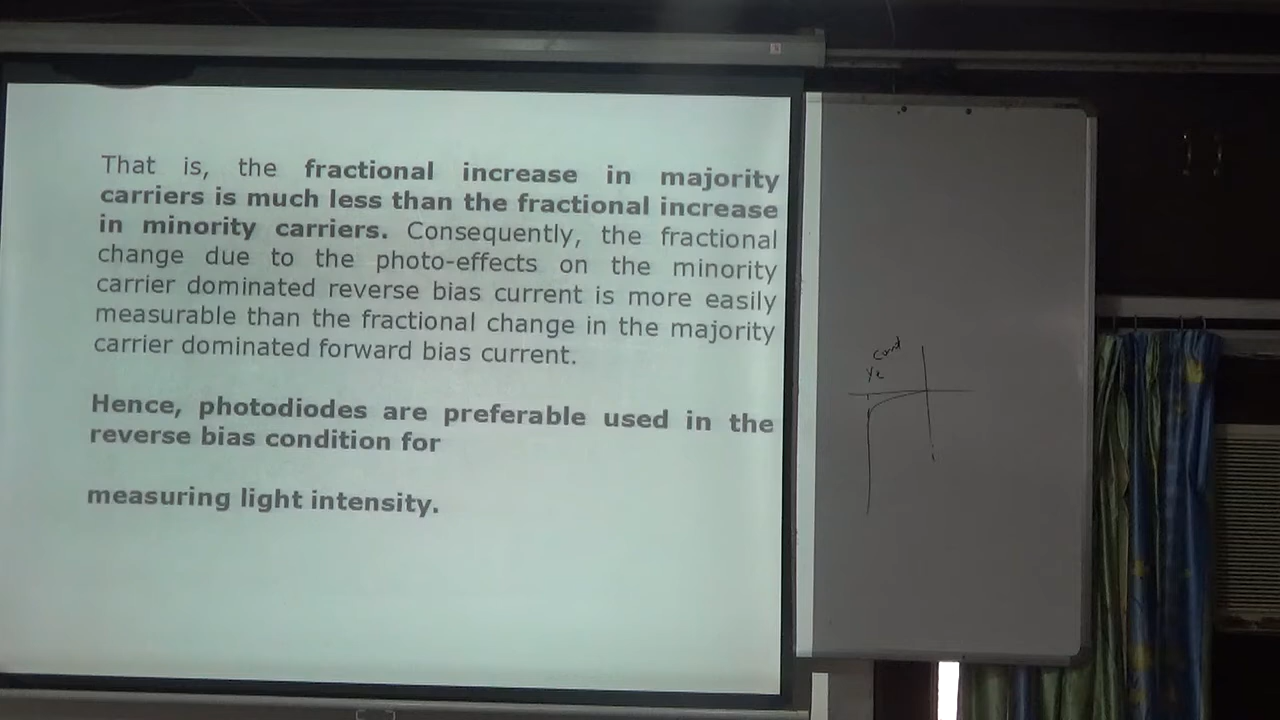 That is, the fractional increase in majority
carriers is much less than the fractional increase
in minority carriers. Consequently, the fractional
change due to the photo-effects on the minority
carrier dominated reverse bias current is more easily
measurable than the fractional change in the majority
carrier dominated forward bias current.
Hence, photodiodes are preferable used in the
reverse bias condition for
measuring light intensity.